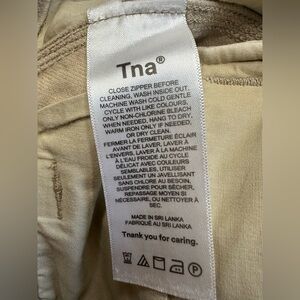 Tna®
CLOSE ZIPPER BEFORE
CLEANING. WASH INSIDE OUT.
MACHINE WASH COLD GENTLE
CYCLE WITH LIKE COLOURS.
ONLY NON-CHLORINE BLEACH
WHEN NEEDED. HANG TO DRY.
WARM IRON ONLY IF NEEDED,
OR DRY CLEAN.
FERMER LA FERMETURE ÉCLAIR
AVANT DE LAVER, LAVER À
L'ENVERS. LAVER À LA MACHINE
À L'EAU FROIDE AU CYCLE
DÉLICAT AVEC COULEURS
SEMBLABLES, UTILISER
SEULEMENT UN JAVELLISANT
SANS CHLORE AU BESOIN,
SUSPENDRE POUR SÉCHER,
REPASSAGE MOYEN SI
NÉCESSAIRE, OU NETTOYER À
SEC.
MADE IN SRI LANKA
FABRIQUÉ AU SRI LANKA
Tnank you for caring.